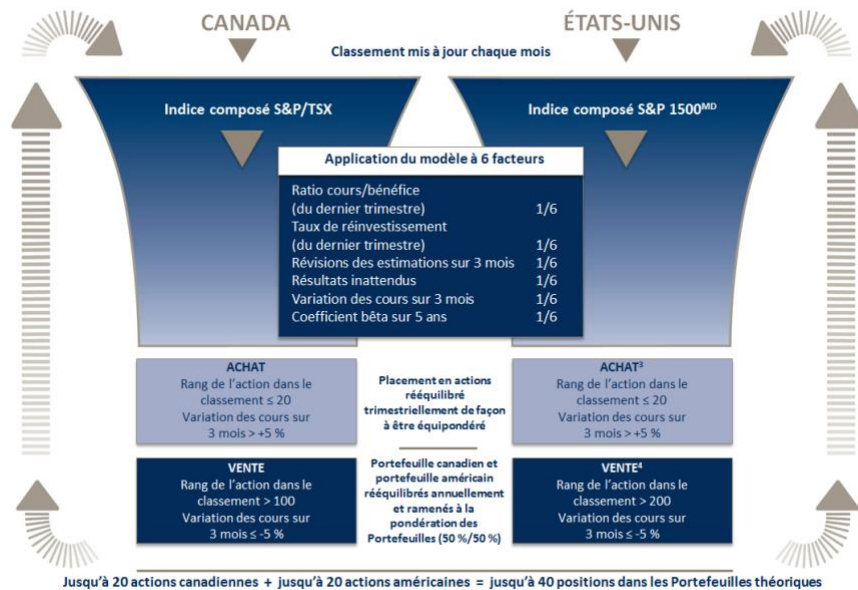 CANADA
ÉTATS-UNIS
Classement mis à jour chaque mois
Indice composé S&P/TSX
Indice composé S&P 1500ᴹᴰ
Application du modèle à 6 facteurs
Ratio cours/bénéfice
(du dernier trimestre) 1/6
Taux de réinvestissement
(du dernier trimestre) 1/6
Révisions des estimations sur 3 mois 1/6
Résultats inattendus 1/6
Variation des cours sur 3 mois 1/6
Coefficient bêta sur 5 ans 1/6
ACHAT
Rang de l'action dans le
classement ≤ 20
Variation des cours sur
3 mois > +5 %
Placement en actions
rééquilibré
trimestriellement de façon
à être équipondéré
ACHAT³
Rang de l'action dans le
classement ≤ 20
Variation des cours sur
3 mois > +5 %
VENTE
Rang de l'action dans le
classement > 100
Variation des cours sur
3 mois ≤ -5 %
Portefeuille canadien et
portefeuille américain
rééquilibrés annuellement
et ramenés à la
pondération des
Portefeuilles (50 %/50 %)
VENTE⁴
Rang de l'action dans le
classement > 200
Variation des cours sur
3 mois ≤ -5 %
Jusqu'à 20 actions canadiennes + jusqu'à 20 actions américaines = jusqu'à 40 positions dans les Portefeuilles théoriques